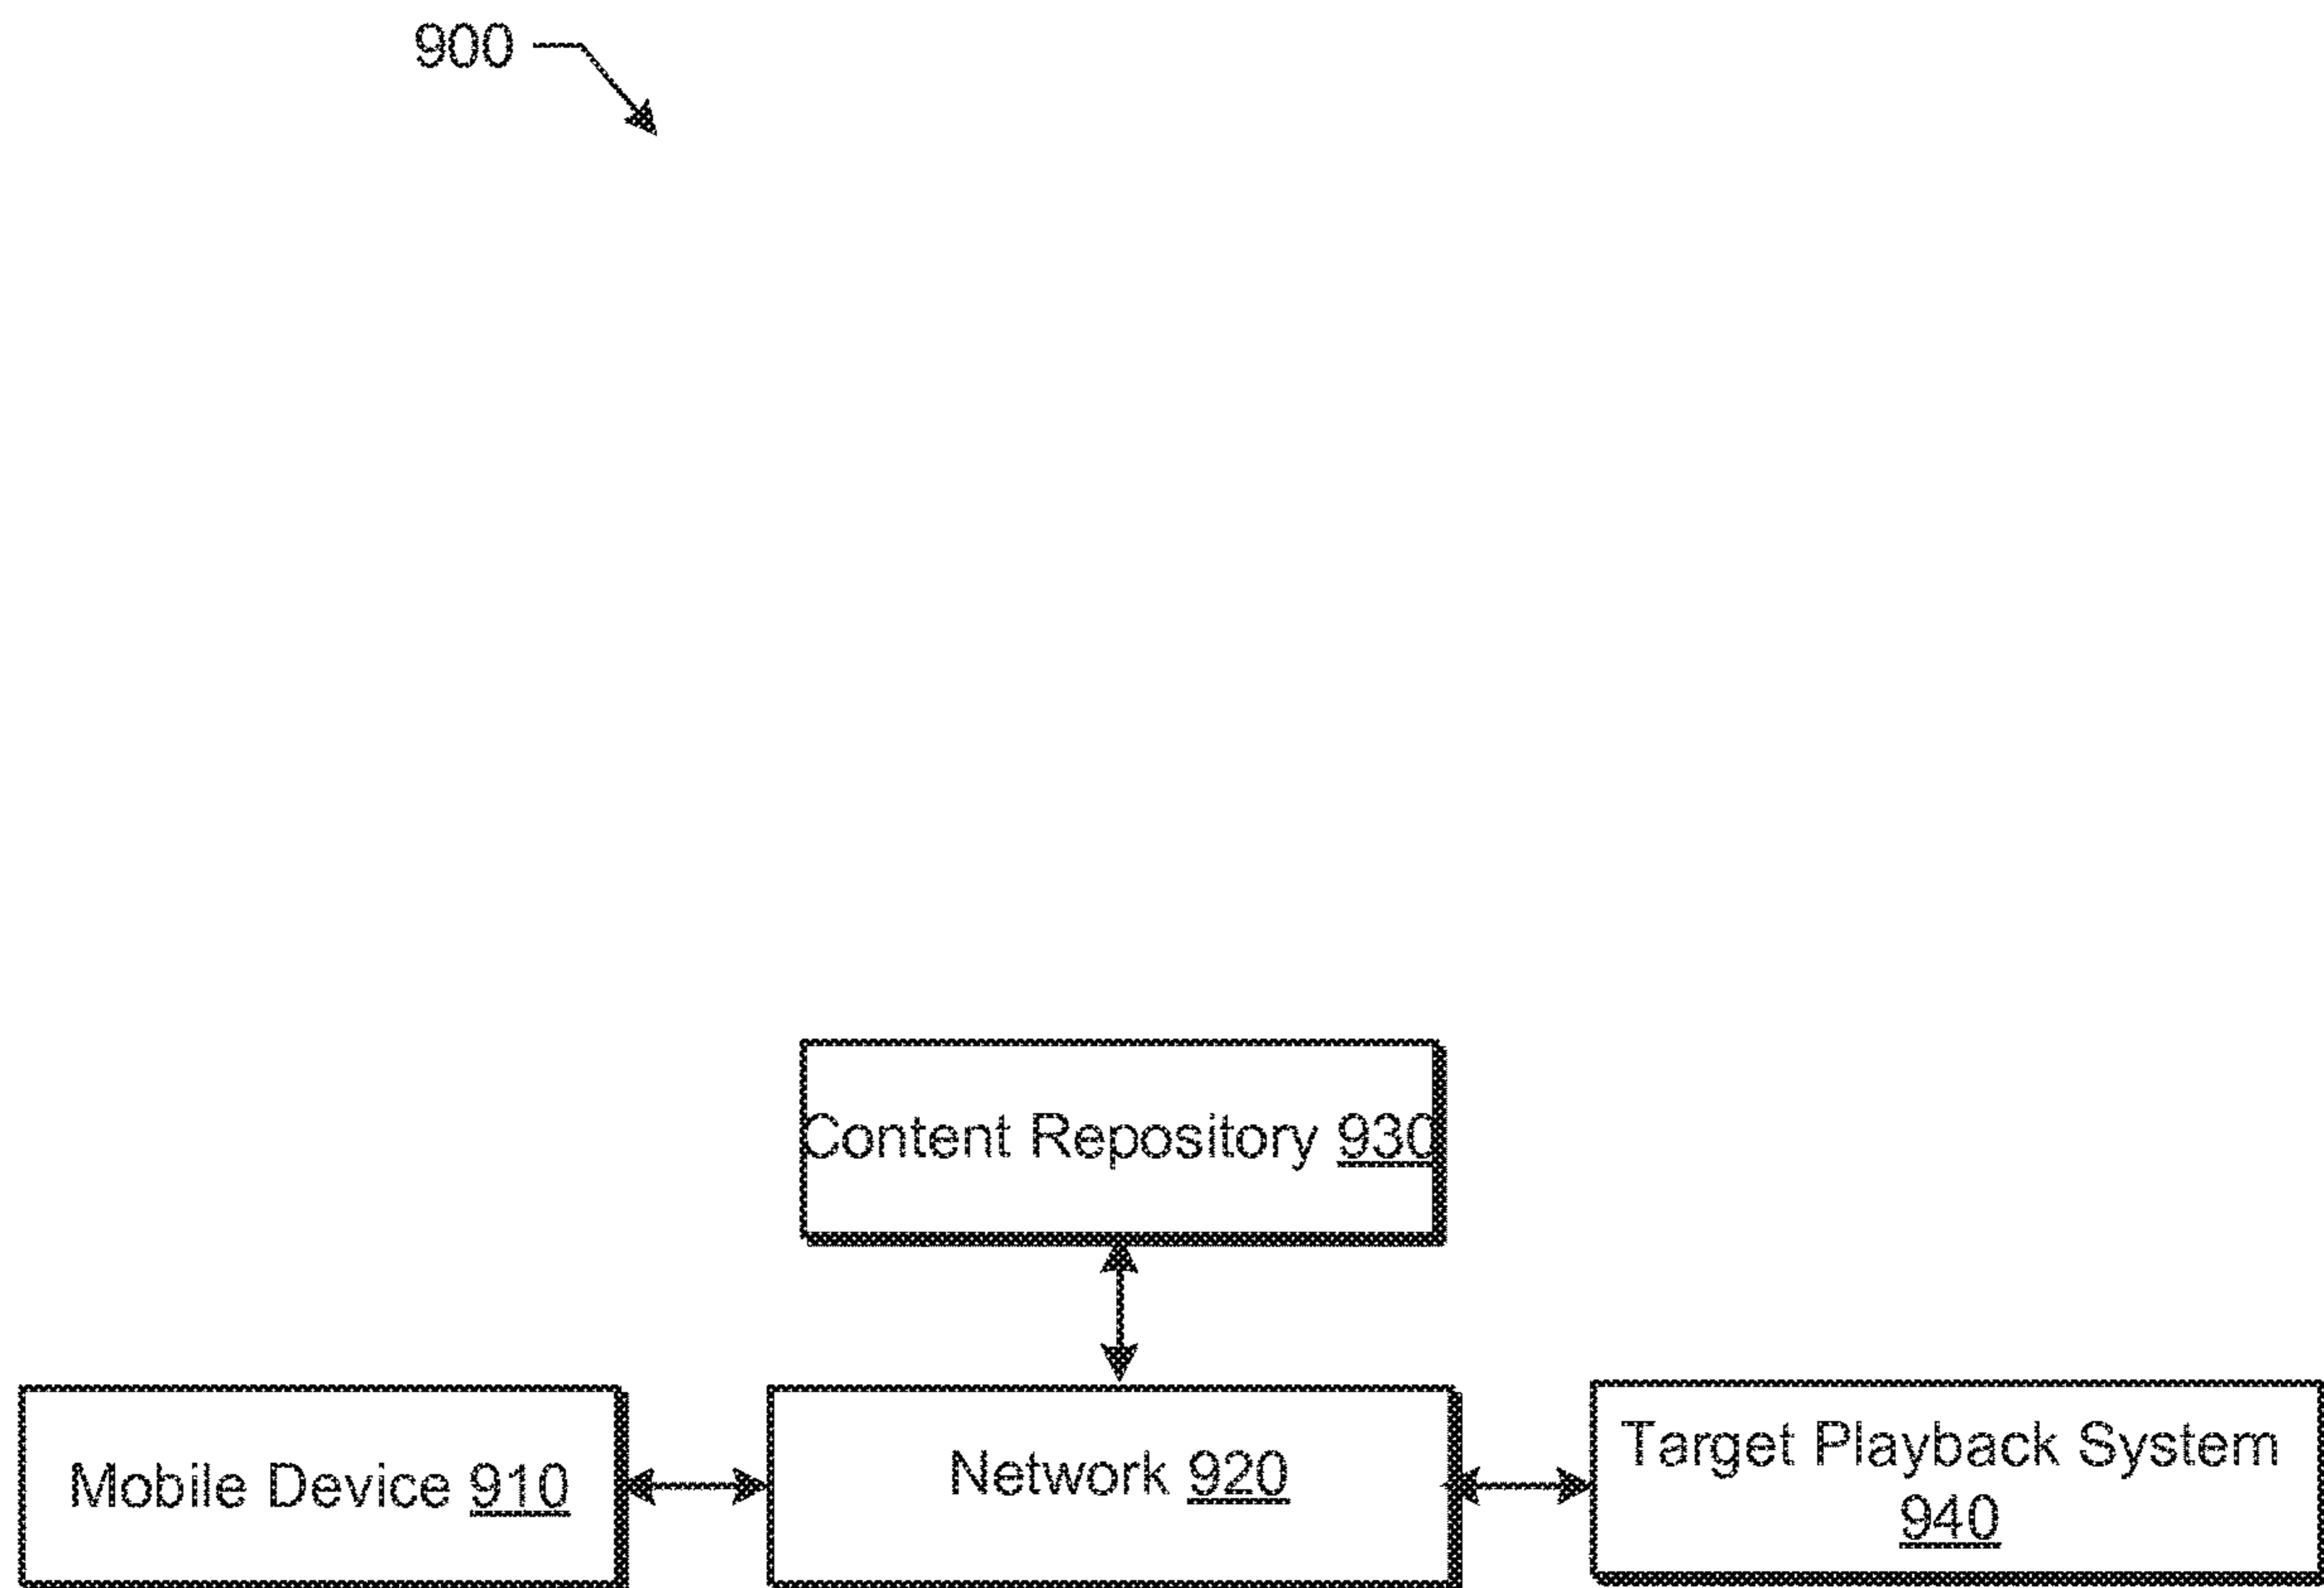 900
Content Repository 930
Mobile Device 910
Network 920
Target Playback System
940